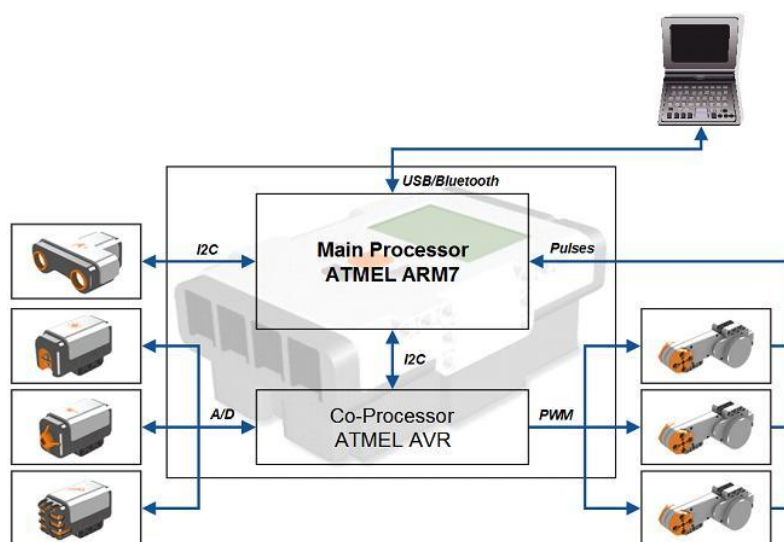 USB/Bluetooth
Main Processor
ATMEL ARM7
I2C
Pulses
I2C
Co-Processor
ATMEL AVR
A/D
PWM